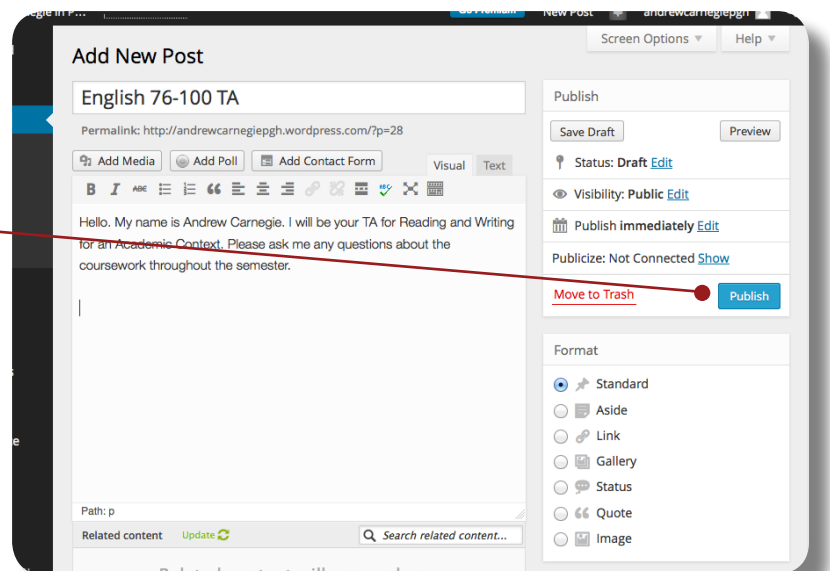 New Post
andrewcarnegiepgh
Screen Options
Help
Add New Post
English 76-100 TA
Permalink: http://andrewcarnegiepgh.wordpress.com/?p=28
Add Media
Add Poll
Add Contact Form
Visual
Text
B I ABC
ABC
Hello. My name is Andrew Carnegie. I will be your TA for Reading and Writing
for an Academic Context. Please ask me any questions about the
coursework throughout the semester.
Path: p
Related content Update
Search related content...
Publish
Save Draft
Preview
Status: Draft Edit
Visibility: Public Edit
Publish immediately Edit
Publicize: Not Connected Show
Move to Trash
Publish
Format
Standard
Aside
Link
Gallery
Status
Quote
Image